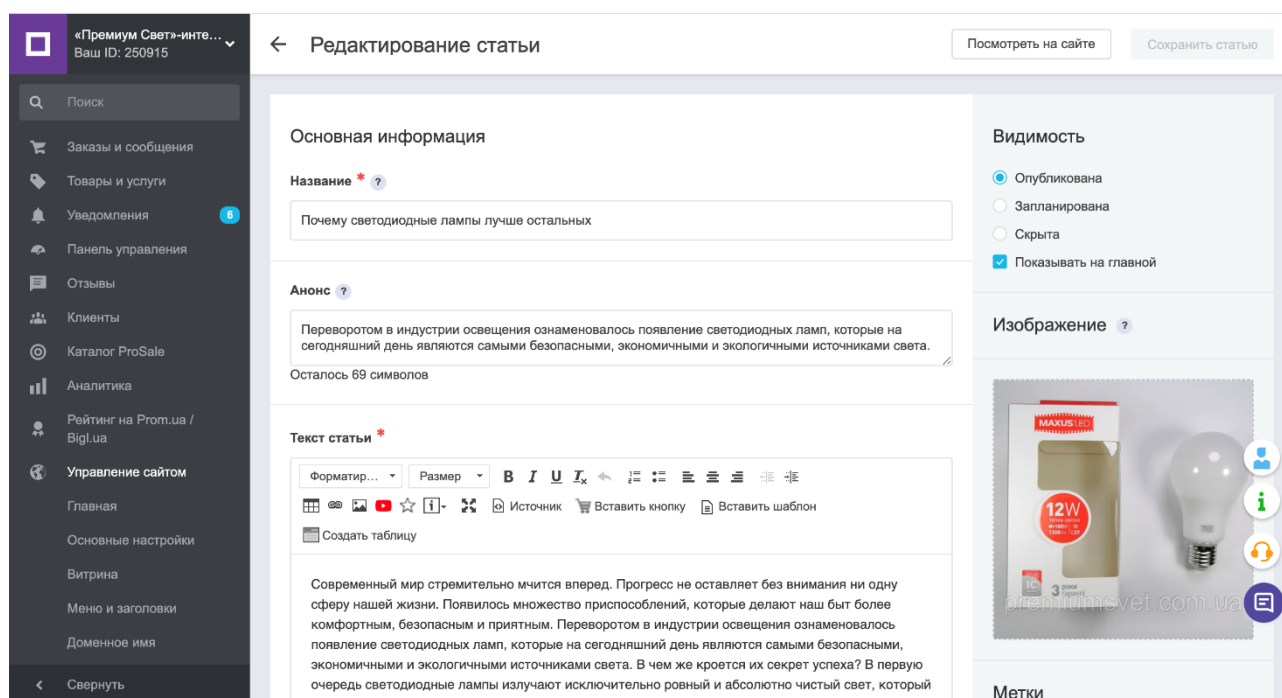 «Премиум Свет»-инте...
Ваш ID: 250915
Поиск
Заказы и сообщения
Товары и услуги
Уведомления 6
Панель управления
Отзывы
Клиенты
Каталог ProSale
Аналитика
Рейтинг на Prom.ua /
Bigl.ua
Управление сайтом
Главная
Основные настройки
Витрина
Меню и заголовки
Доменное имя
Свернуть
Редактирование статьи
Посмотреть на сайте
Сохранить статью
Основная информация
Название * ?
Почему светодиодные лампы лучше остальных
Анонс ?
Переворотом в индустрии освещения ознаменовалось появление светодиодных ламп, которые на
сегодняшний день являются самыми безопасными, экономичными и экологичными источниками света.
Осталось 69 символов
Текст статьи *
Форматир... Размер B I U Tx
Источник Вставить кнопку Вставить шаблон
Создать таблицу
Современный мир стремительно мчится вперед. Прогресс не оставляет без внимания ни одну
сферу нашей жизни. Появилось множество приспособлений, которые делают наш быт более
комфортным, безопасным и приятным. Переворотом в индустрии освещения ознаменовалось
появление светодиодных ламп, которые на сегодняшний день являются самыми безопасными,
экономичными и экологичными источниками света. В чем же кроется их секрет успеха? В первую
очередь светодиодные лампы излучают исключительно ровный и абсолютно чистый свет, который
Видимость
Опубликована
Запланирована
Скрыта
Показывать на главной
Изображение ?
MAXUS LED
12W
IC
3 роки
гарантії
premiumsvet.com.ua
Метки